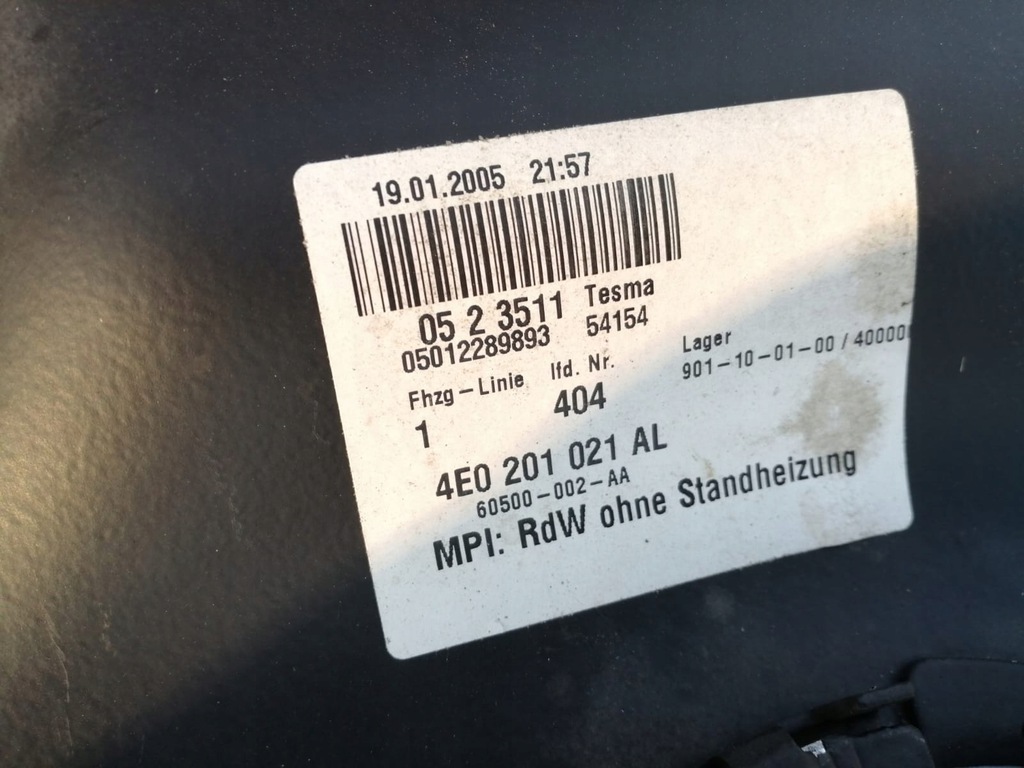 19.01.2005 21:57
05 2 3511 Tesma
05012289893 54154
Fhzg-Linie lfd. Nr. Lager
1 404 901-10-01-00 / 40000
4E0 201 021 AL
60500-002-AA
MPI: RdW ohne Standheizung